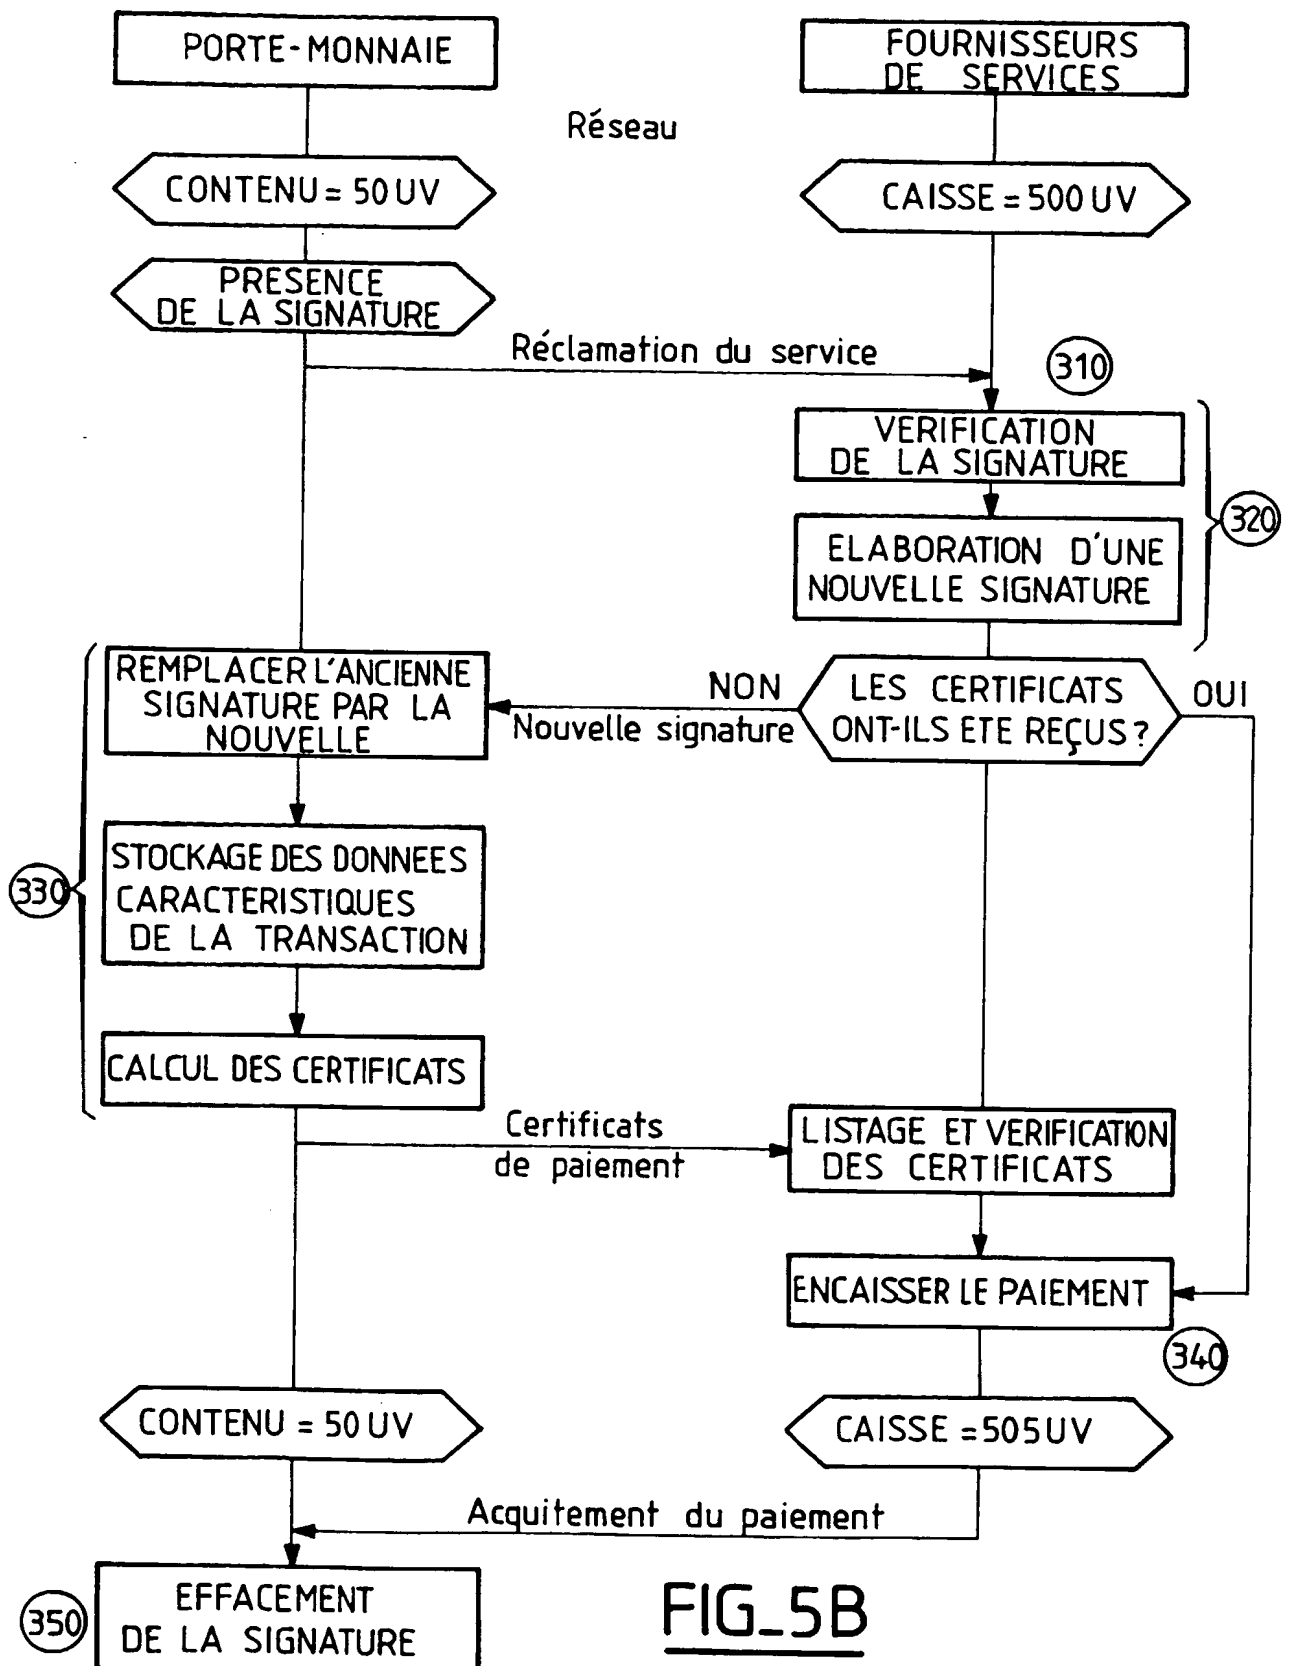 PORTE-MONNAIE
FOURNISSEURS
DE SERVICES
Réseau
CONTENU = 50 UV
CAISSE = 500 UV
PRESENCE
DE LA SIGNATURE
Réclamation du service
310
VERIFICATION
DE LA SIGNATURE
320
ELABORATION D'UNE
NOUVELLE SIGNATURE
REMPLACER L'ANCIENNE
SIGNATURE PAR LA
NOUVELLE
NON
Nouvelle signature
LES CERTIFICATS
ONT-ILS ETE REÇUS ?
OUI
330
STOCKAGE DES DONNEES
CARACTERISTIQUES
DE LA TRANSACTION
CALCUL DES CERTIFICATS
Certificats
de paiement
LISTAGE ET VERIFICATION
DES CERTIFICATS
ENCAISSER LE PAIEMENT
340
CONTENU = 50 UV
CAISSE = 505 UV
Acquitement du paiement
350
EFFACEMENT
DE LA SIGNATURE
FIG_5B